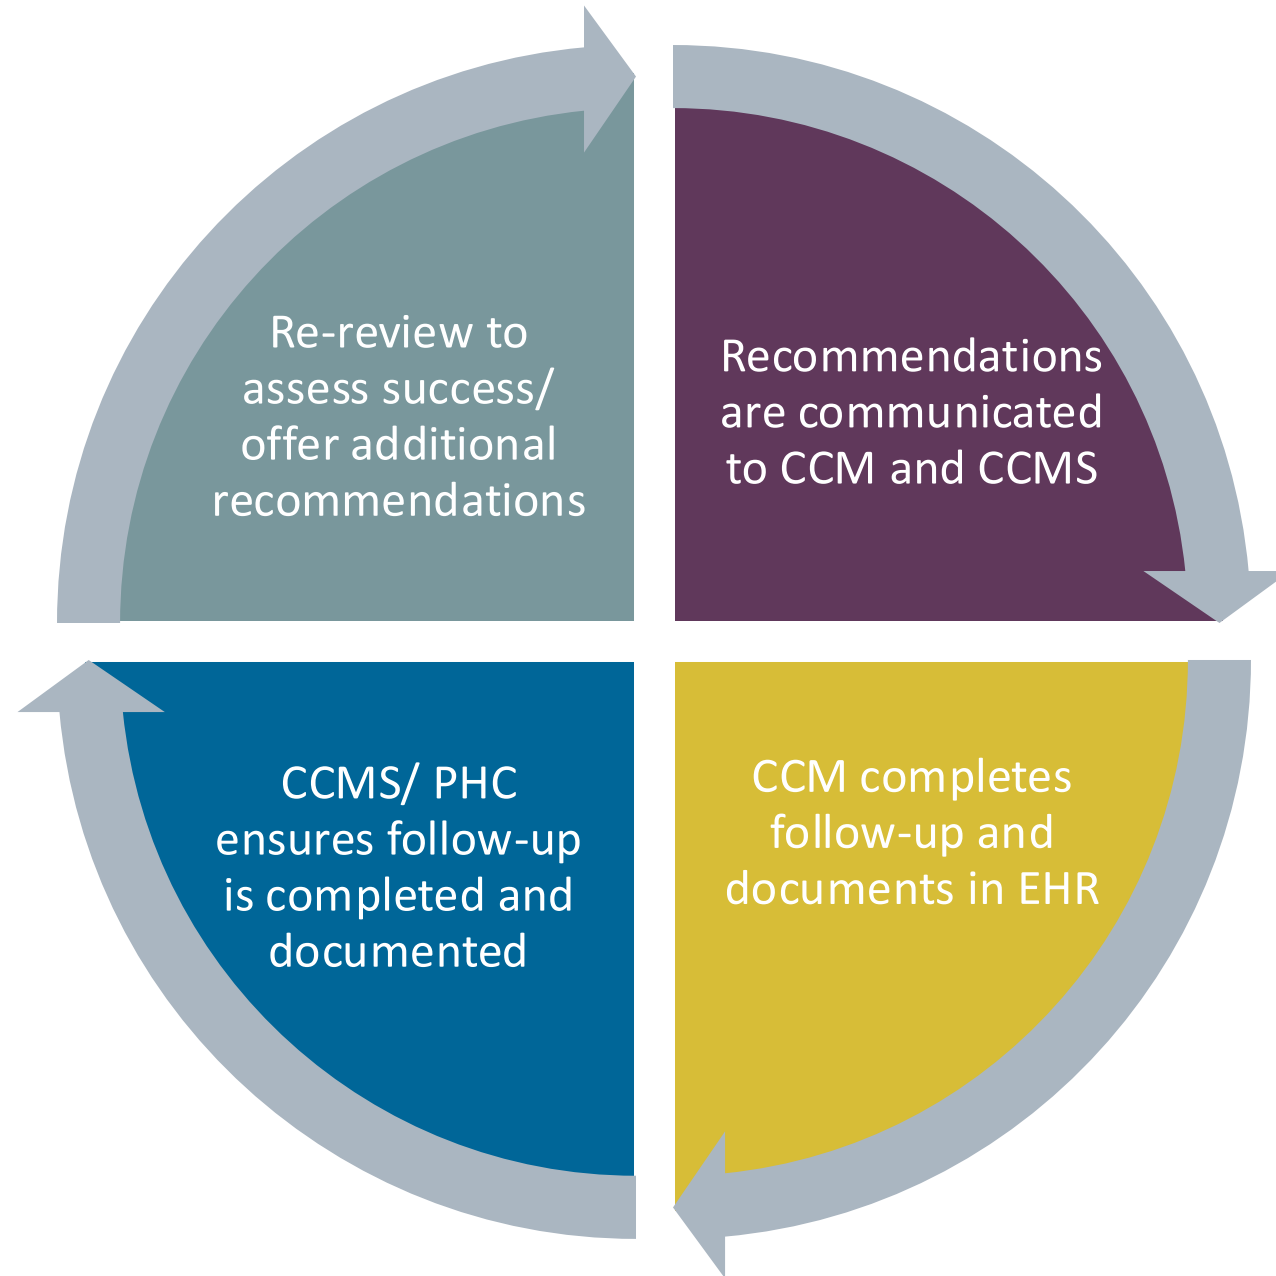 Re-review to
assess success/
offer additional
recommendations
Recommendations
are communicated
to CCM and CCMS
CCMS/ PHC
ensures follow-up
is completed and
documented
CCM completes
follow-up and
documents in EHR